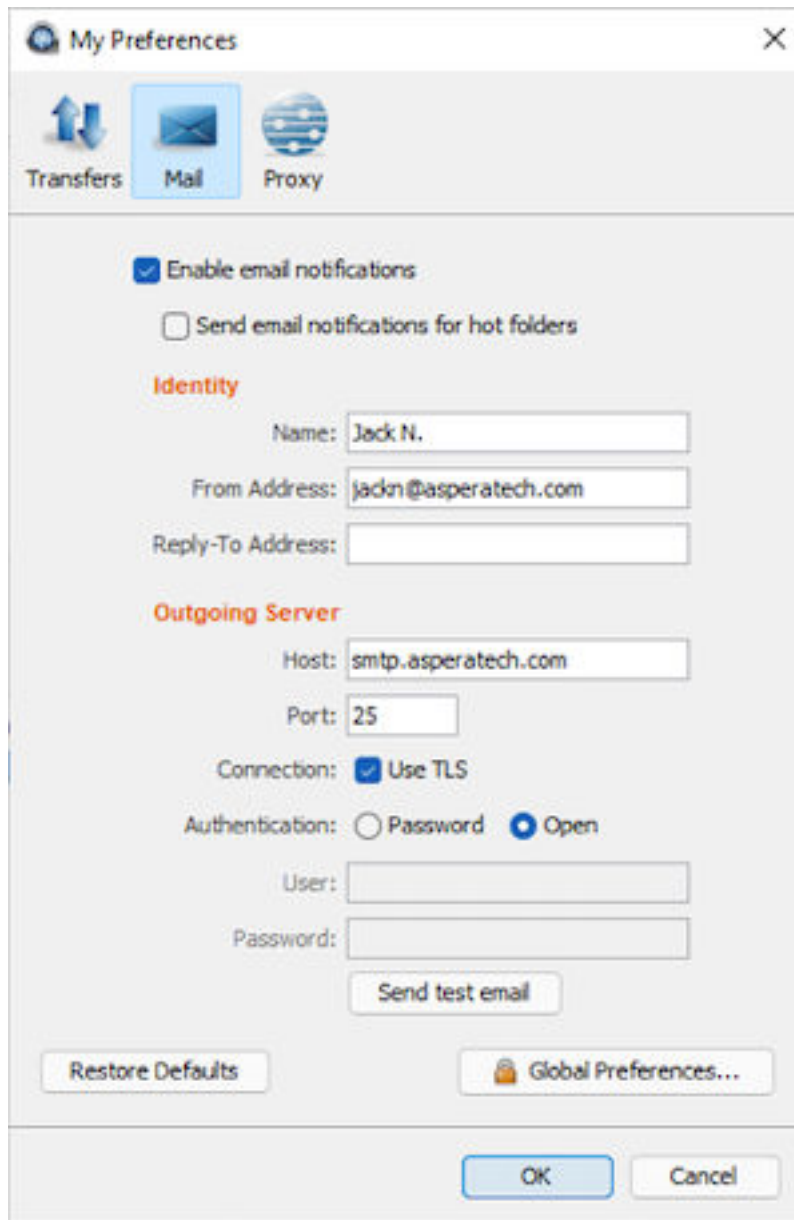 My Preferences
Transfers Mail Proxy
Enable email notifications
Send email notifications for hot folders
Identity
Name: Jack N.
From Address: jackn@asperatech.com
Reply-To Address:
Outgoing Server
Host: smtp.asperatech.com
Port: 25
Connection: Use TLS
Authentication: Password Open
User:
Password:
Send test email
Restore Defaults Global Preferences...
OK Cancel